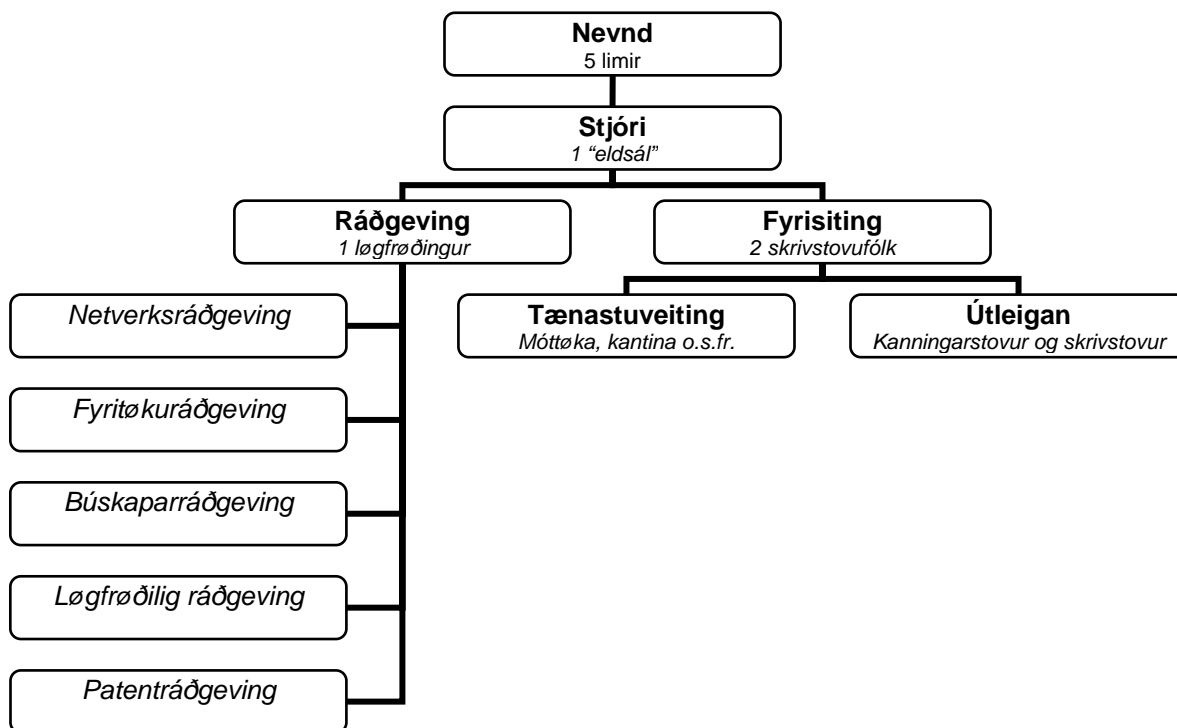 Nevnd
5 limir
Stjóri
1 “eldsál”
Ráðgeving
1 løgfrøðingur
Fyrisiting
2 skrivstovufólk
Netverksráðgeving
Fyritøkuráðgeving
Búskaparráðgeving
Løgfrøðilig ráðgeving
Patentráðgeving
Tænastuveiting
Móttøka, kantina o.s.fr.
Útleigan
Kanningarstovur og skrivstovur